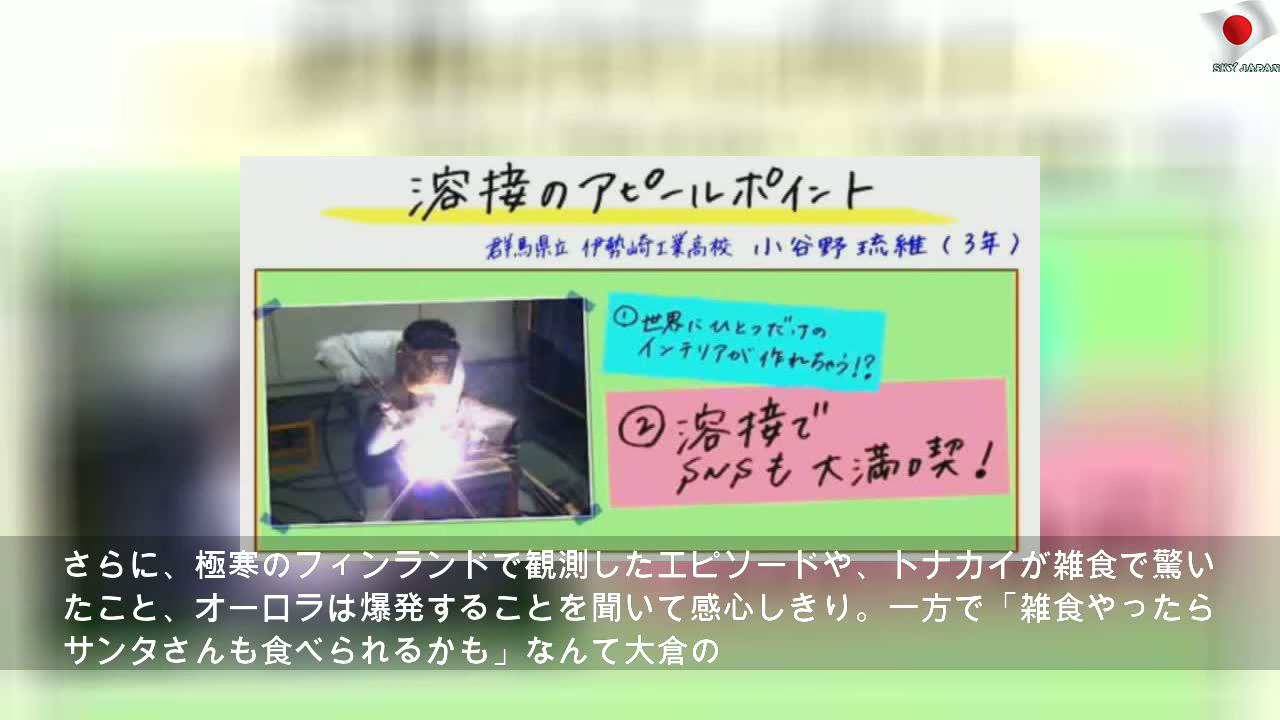 SKY JAPAN
溶接のアピールポイント
群馬県立 伊勢崎工業高校 小谷野 琉維 (3年)
①世界にひとつだけの
インテリアが作れちゃう!?
②溶接で
SNSも大満喫!
さらに、極寒のフィンランドで観測したエピソードや、トナカイが雑食で驚い
たこと、オーロラは爆発することを聞いて感心しきり。一方で「雑食やったら
サンタさんも食べられるかも」なんて大倉の